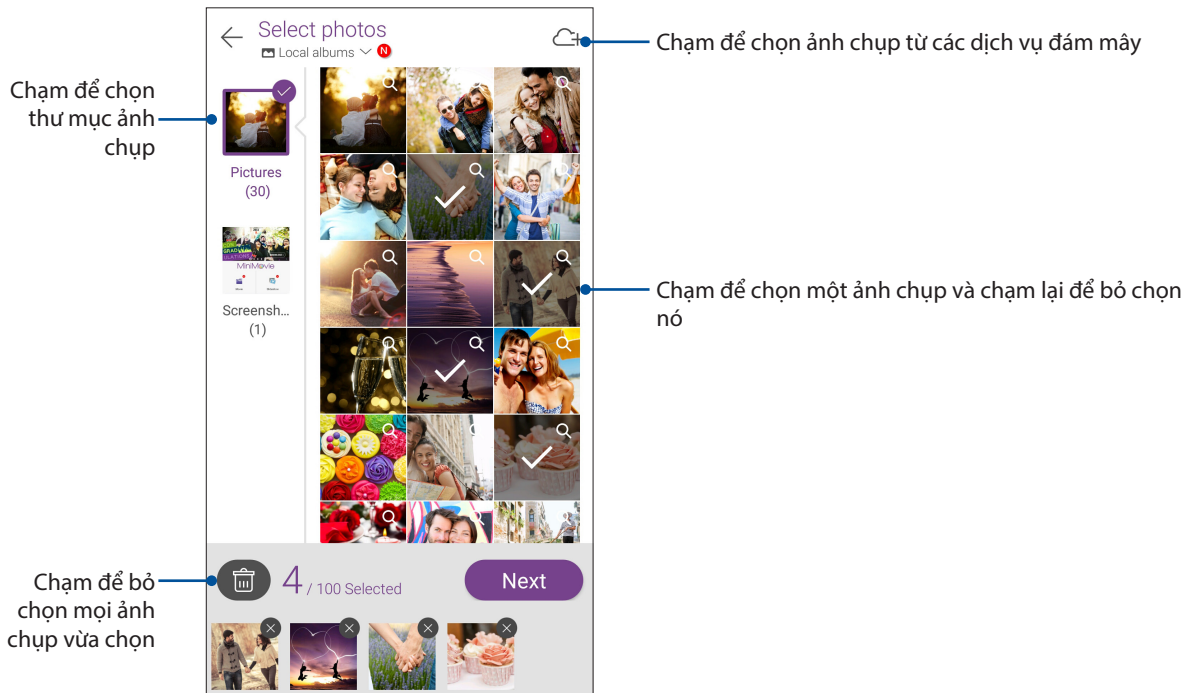 Select photos
Local albums N
Chạm để chọn ảnh chụp từ các dịch vụ đám mây
Chạm để chọn
thư mục ảnh
chụp
Pictures
(30)
MiniMovie
Screensh...
(1)
Chạm để chọn một ảnh chụp và chạm lại để bỏ chọn
nó
Chạm để bỏ
chọn mọi ảnh
chụp vừa chọn
4 / 100 Selected
Next